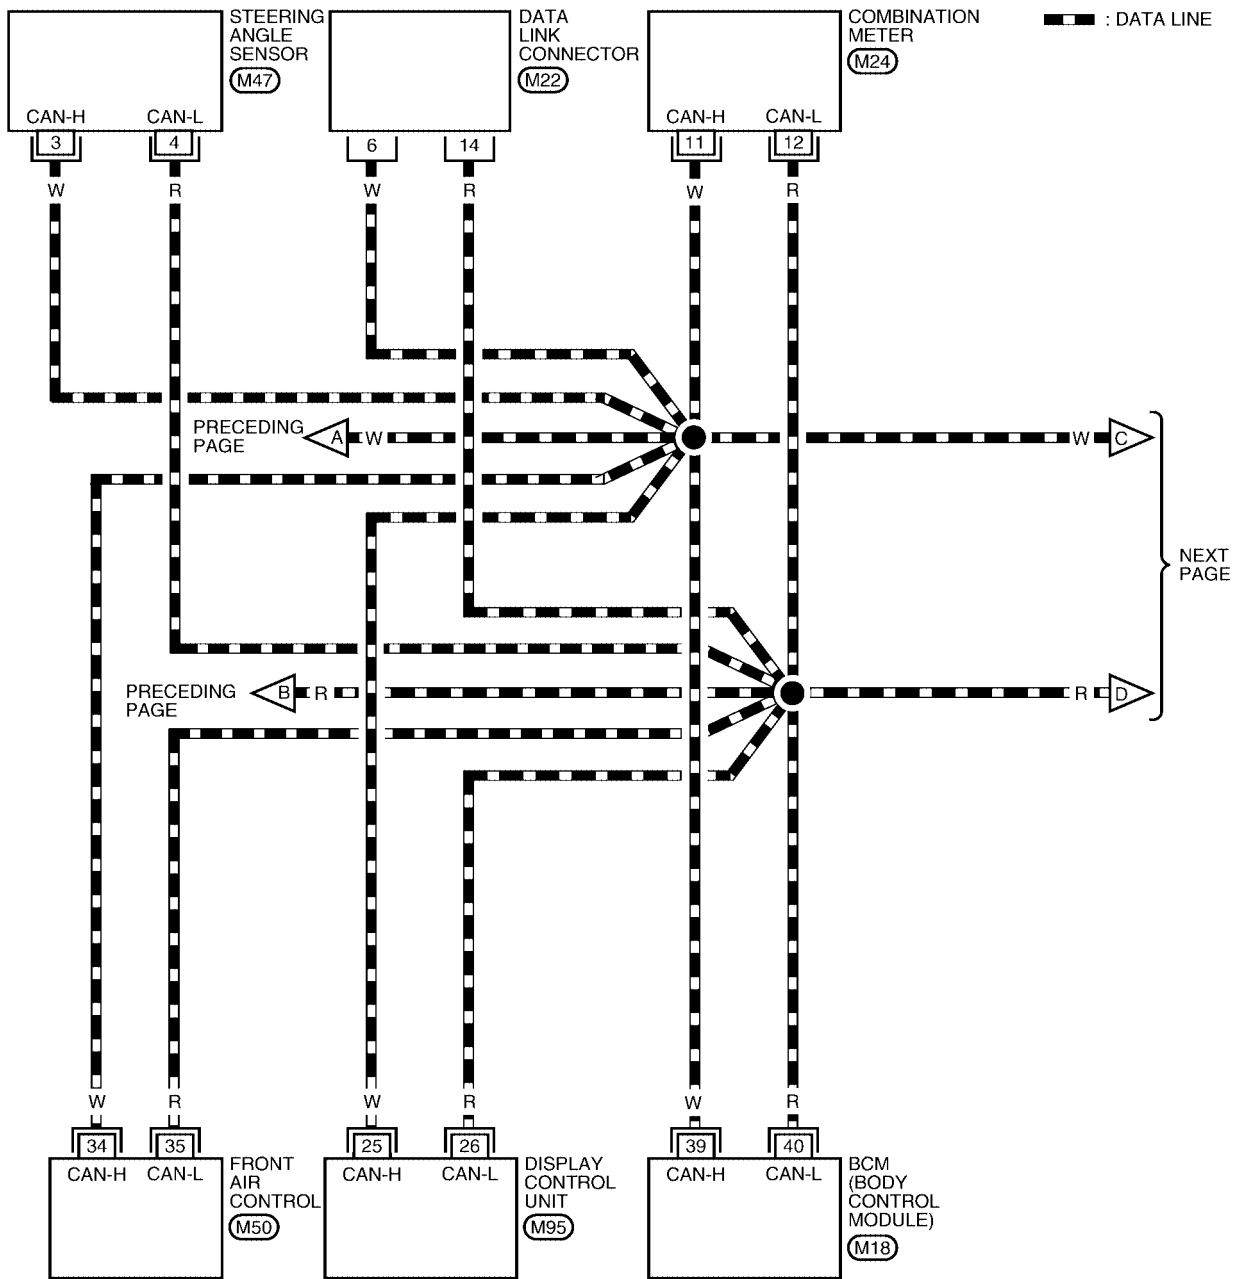 STEERING
ANGLE
SENSOR
M47
CAN-H CAN-L
3 4
W R
DATA
LINK
CONNECTOR
M22
6 14
W R
COMBINATION
METER
M24
CAN-H CAN-L
11 12
W R
: DATA LINE
PRECEDING
PAGE
A W
W C
NEXT
PAGE
PRECEDING
PAGE
B R
R D
W R
34 35
CAN-H CAN-L
FRONT
AIR
CONTROL
M50
W R
25 26
CAN-H CAN-L
DISPLAY
CONTROL
UNIT
M95
W R
39 40
CAN-H CAN-L
BCM
(BODY
CONTROL
MODULE)
M18